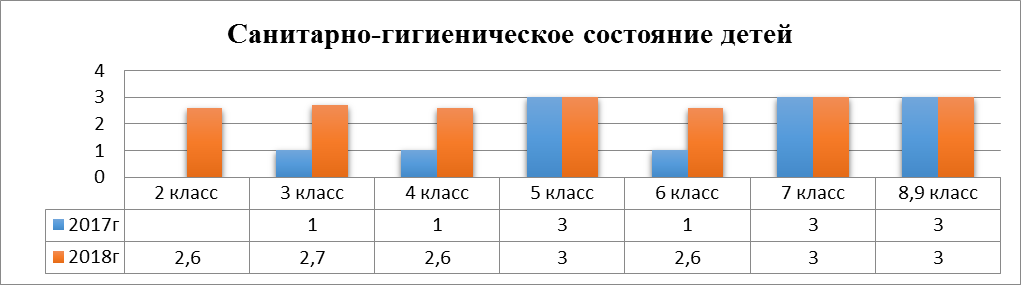 Санитарно-гигиеническое состояние детей
4
3
2
1
0
2 класс 3 класс 4 класс 5 класс 6 класс 7 класс 8,9 класс
2017г 1 1 3 1 3 3
2018г 2,6 2,7 2,6 3 2,6 3 3